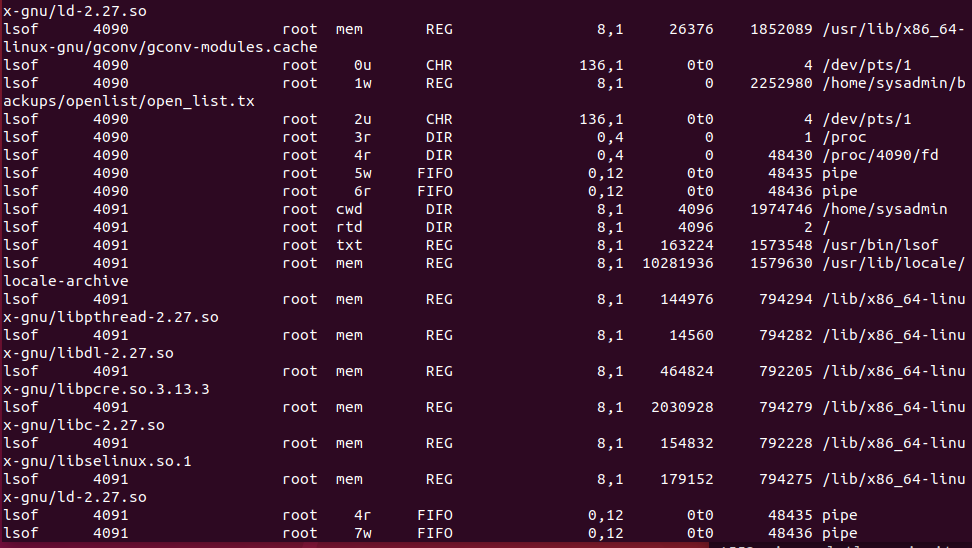 x-gnu/ld-2.27.so
lsof 4090 root mem REG 8,1 26376 1852089 /usr/lib/x86_64-
linux-gnu/gconv/gconv-modules.cache
lsof 4090 root 0u CHR 136,1 0t0 4 /dev/pts/1
lsof 4090 root 1w REG 8,1 0 2252980 /home/sysadmin/b
ackups/openlist/open_list.tx
lsof 4090 root 2u CHR 136,1 0t0 4 /dev/pts/1
lsof 4090 root 3r DIR 0,4 0 1 /proc
lsof 4090 root 4r DIR 0,4 0 48430 /proc/4090/fd
lsof 4090 root 5w FIFO 0,12 0t0 48435 pipe
lsof 4090 root 6r FIFO 0,12 0t0 48436 pipe
lsof 4091 root cwd DIR 8,1 4096 1974746 /home/sysadmin
lsof 4091 root rtd DIR 8,1 4096 2 /
lsof 4091 root txt REG 8,1 163224 1573548 /usr/bin/lsof
lsof 4091 root mem REG 8,1 10281936 1579630 /usr/lib/locale/
locale-archive
lsof 4091 root mem REG 8,1 144976 794294 /lib/x86_64-linu
x-gnu/libpthread-2.27.so
lsof 4091 root mem REG 8,1 14560 794282 /lib/x86_64-linu
x-gnu/libdl-2.27.so
lsof 4091 root mem REG 8,1 464824 792205 /lib/x86_64-linu
x-gnu/libpcre.so.3.13.3
lsof 4091 root mem REG 8,1 2030928 794279 /lib/x86_64-linu
x-gnu/libc-2.27.so
lsof 4091 root mem REG 8,1 154832 792228 /lib/x86_64-linu
x-gnu/libselinux.so.1
lsof 4091 root mem REG 8,1 179152 794275 /lib/x86_64-linu
x-gnu/ld-2.27.so
lsof 4091 root 4r FIFO 0,12 0t0 48435 pipe
lsof 4091 root 7w FIFO 0,12 0t0 48436 pipe